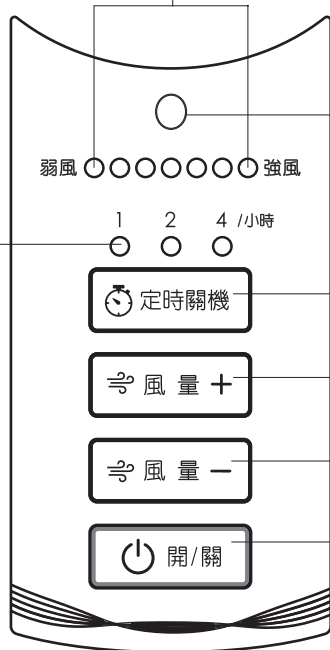 弱風 強風
1 2 4 /小時
定時關機
風量＋
風量－
開/關